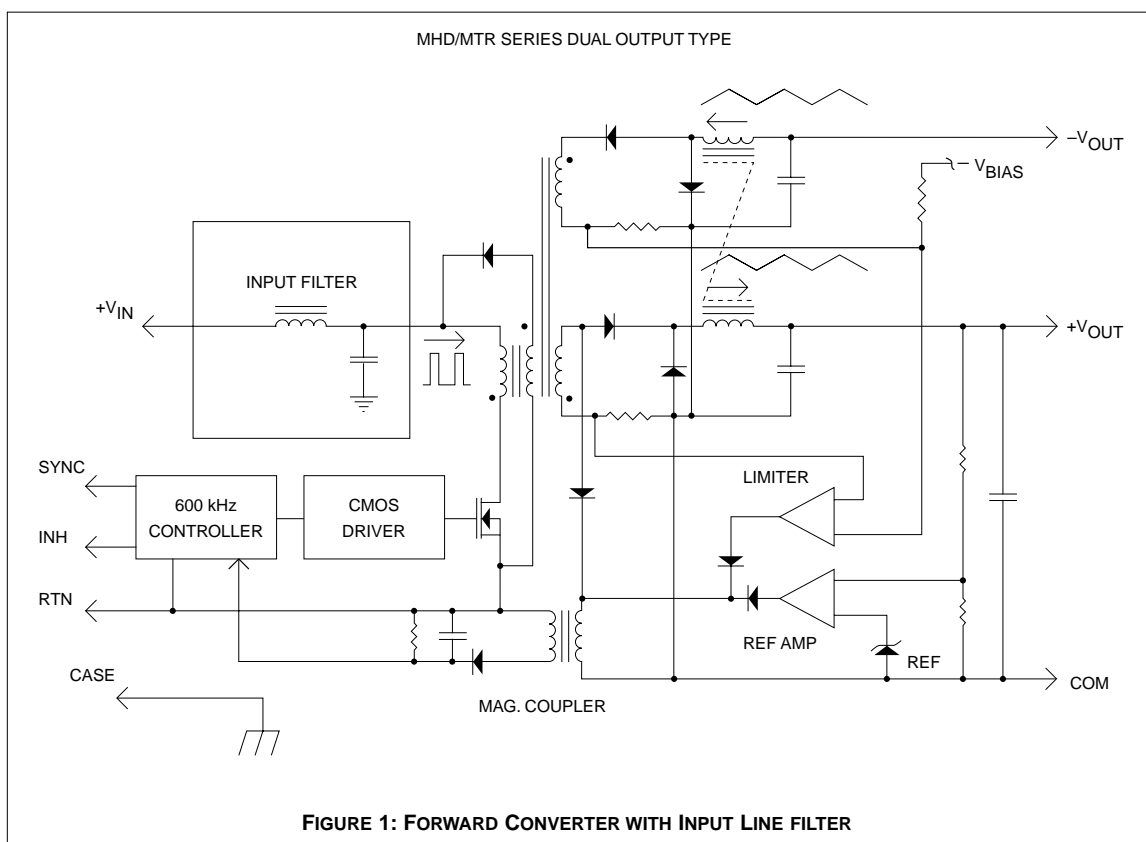 MHD/MTR SERIES DUAL OUTPUT TYPE
–VOUT
VBIAS
INPUT FILTER
+VIN
+VOUT
SYNC
600 kHz
CONTROLLER
CMOS
DRIVER
LIMITER
INH
RTN
REF AMP
REF
CASE
MAG. COUPLER
COM
FIGURE 1: FORWARD CONVERTER WITH INPUT LINE FILTER